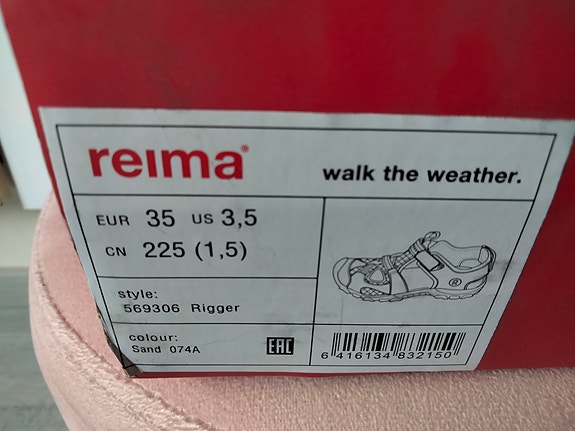 reima®
walk the weather.
EUR 35 US 3,5
CN 225 (1,5)
style:
569306 Rigger
colour:
Sand 074A
EAC
6 416134 832150